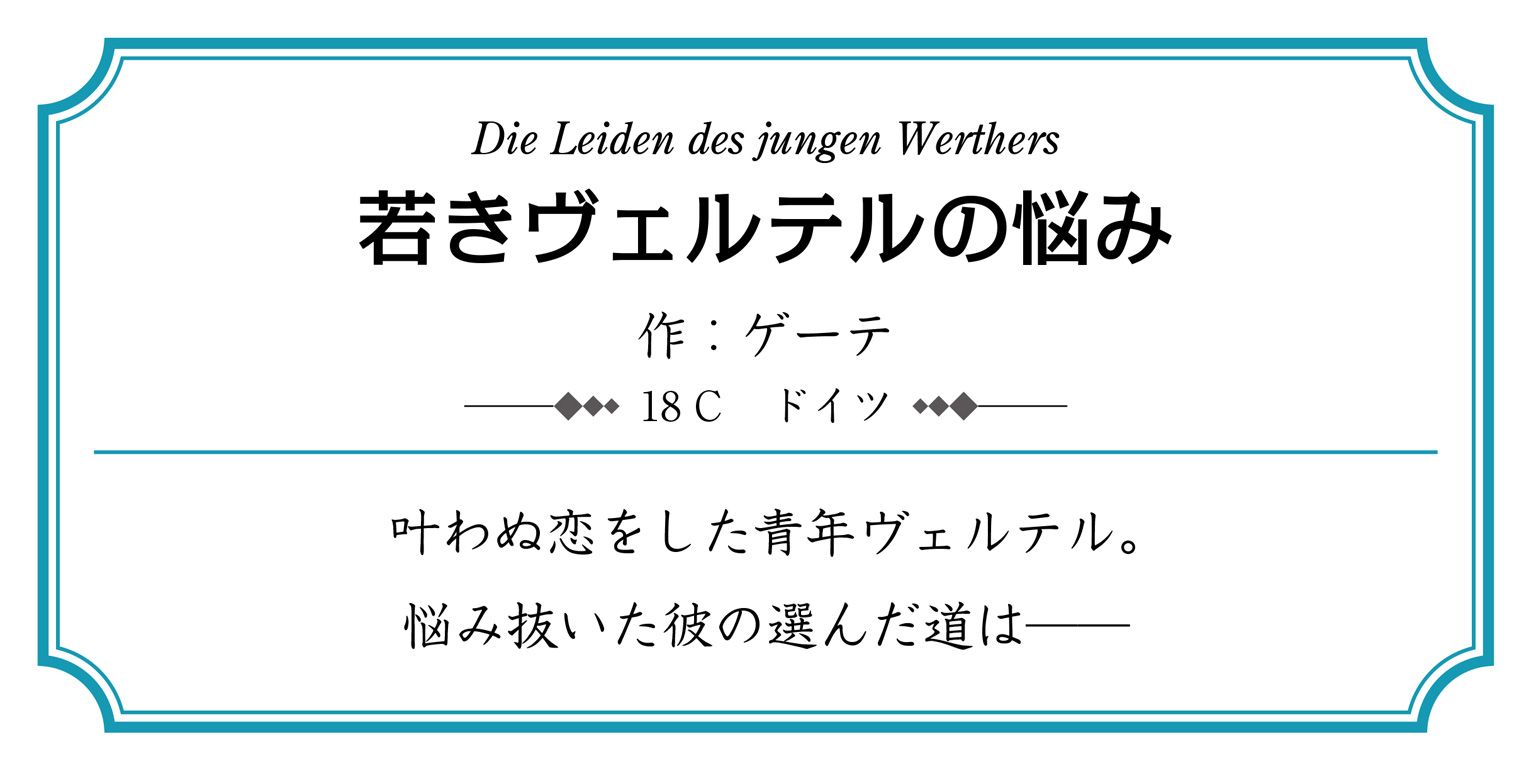 Die Leiden des jungen Werthers
若きヴェルテルの悩み
作：ゲーテ
18 C　ドイツ
叶わぬ恋をした青年ヴェルテル。
悩み抜いた彼の選んだ道は――